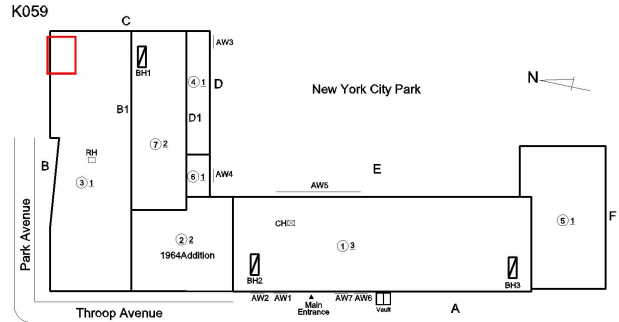 K059
C
AW3
BH1
4 1
D
New York City Park
N
B1
D1
7 2
RH
B
6 1
AW4
E
3 1
AW5
Park Avenue
5 1
F
CH
2 2
1964Addition
1 3
BH2
BH3
AW2 AW1
Main
Entrance
AW7 AW6
Vault
A
Throop Avenue